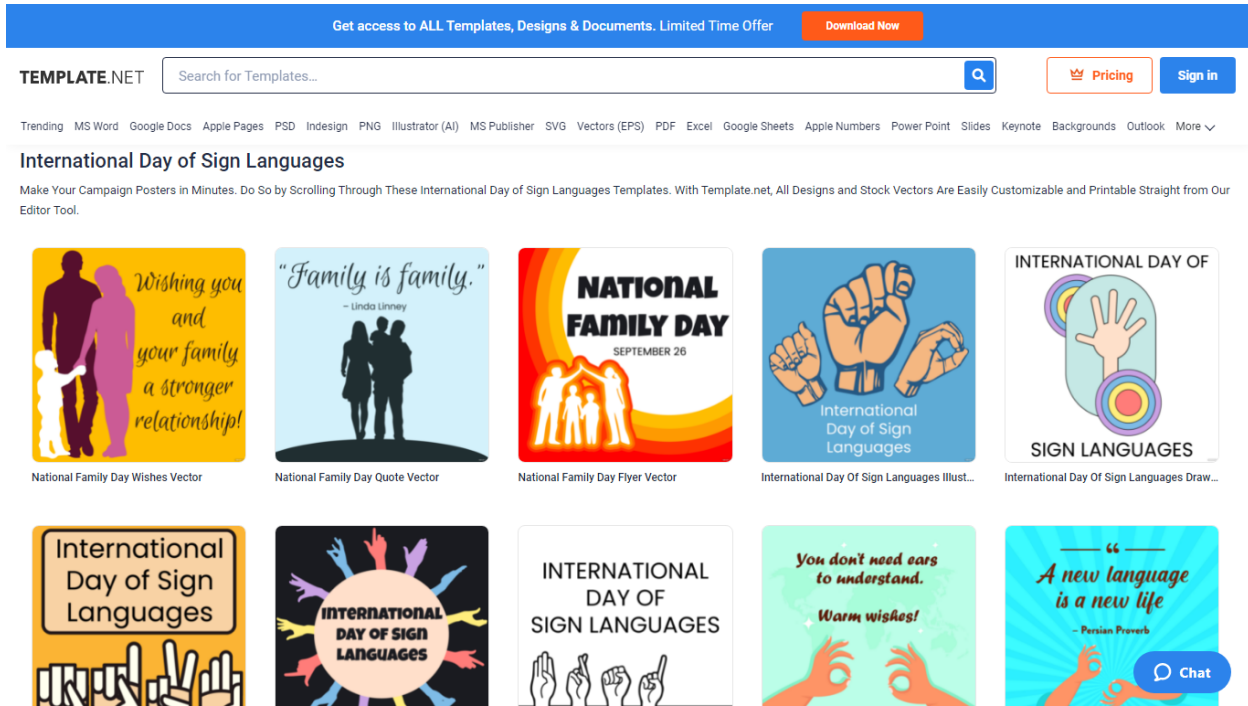 Get access to ALL Templates, Designs & Documents. Limited Time Offer
Download Now
TEMPLATE.NET
Search for Templates...
Pricing
Sign in
Trending MS Word Google Docs Apple Pages PSD Indesign PNG Illustrator (AI) MS Publisher SVG Vectors (EPS) PDF Excel Google Sheets Apple Numbers Power Point Slides Keynote Backgrounds Outlook More
International Day of Sign Languages
Make Your Campaign Posters in Minutes. Do So by Scrolling Through These International Day of Sign Languages Templates. With Template.net, All Designs and Stock Vectors Are Easily Customizable and Printable Straight from Our
Editor Tool.
Wishing you
and
your family
a stronger
relationship!
National Family Day Wishes Vector
"Family is family."
– Linda Linney
National Family Day Quote Vector
NATIONAL
FAMILY DAY
SEPTEMBER 26
National Family Day Flyer Vector
International
Day of Sign
Languages
International Day Of Sign Languages Illust...
INTERNATIONAL DAY OF
SIGN LANGUAGES
International Day Of Sign Languages Draw...
International
Day of Sign
Languages
INTERNATIONAL
DAY OF SIGN
LANGUAGES
INTERNATIONAL
DAY OF
SIGN LANGUAGES
You don't need ears
to understand.
Warm wishes!
“
A new language
is a new life
– Persian Proverb
Chat